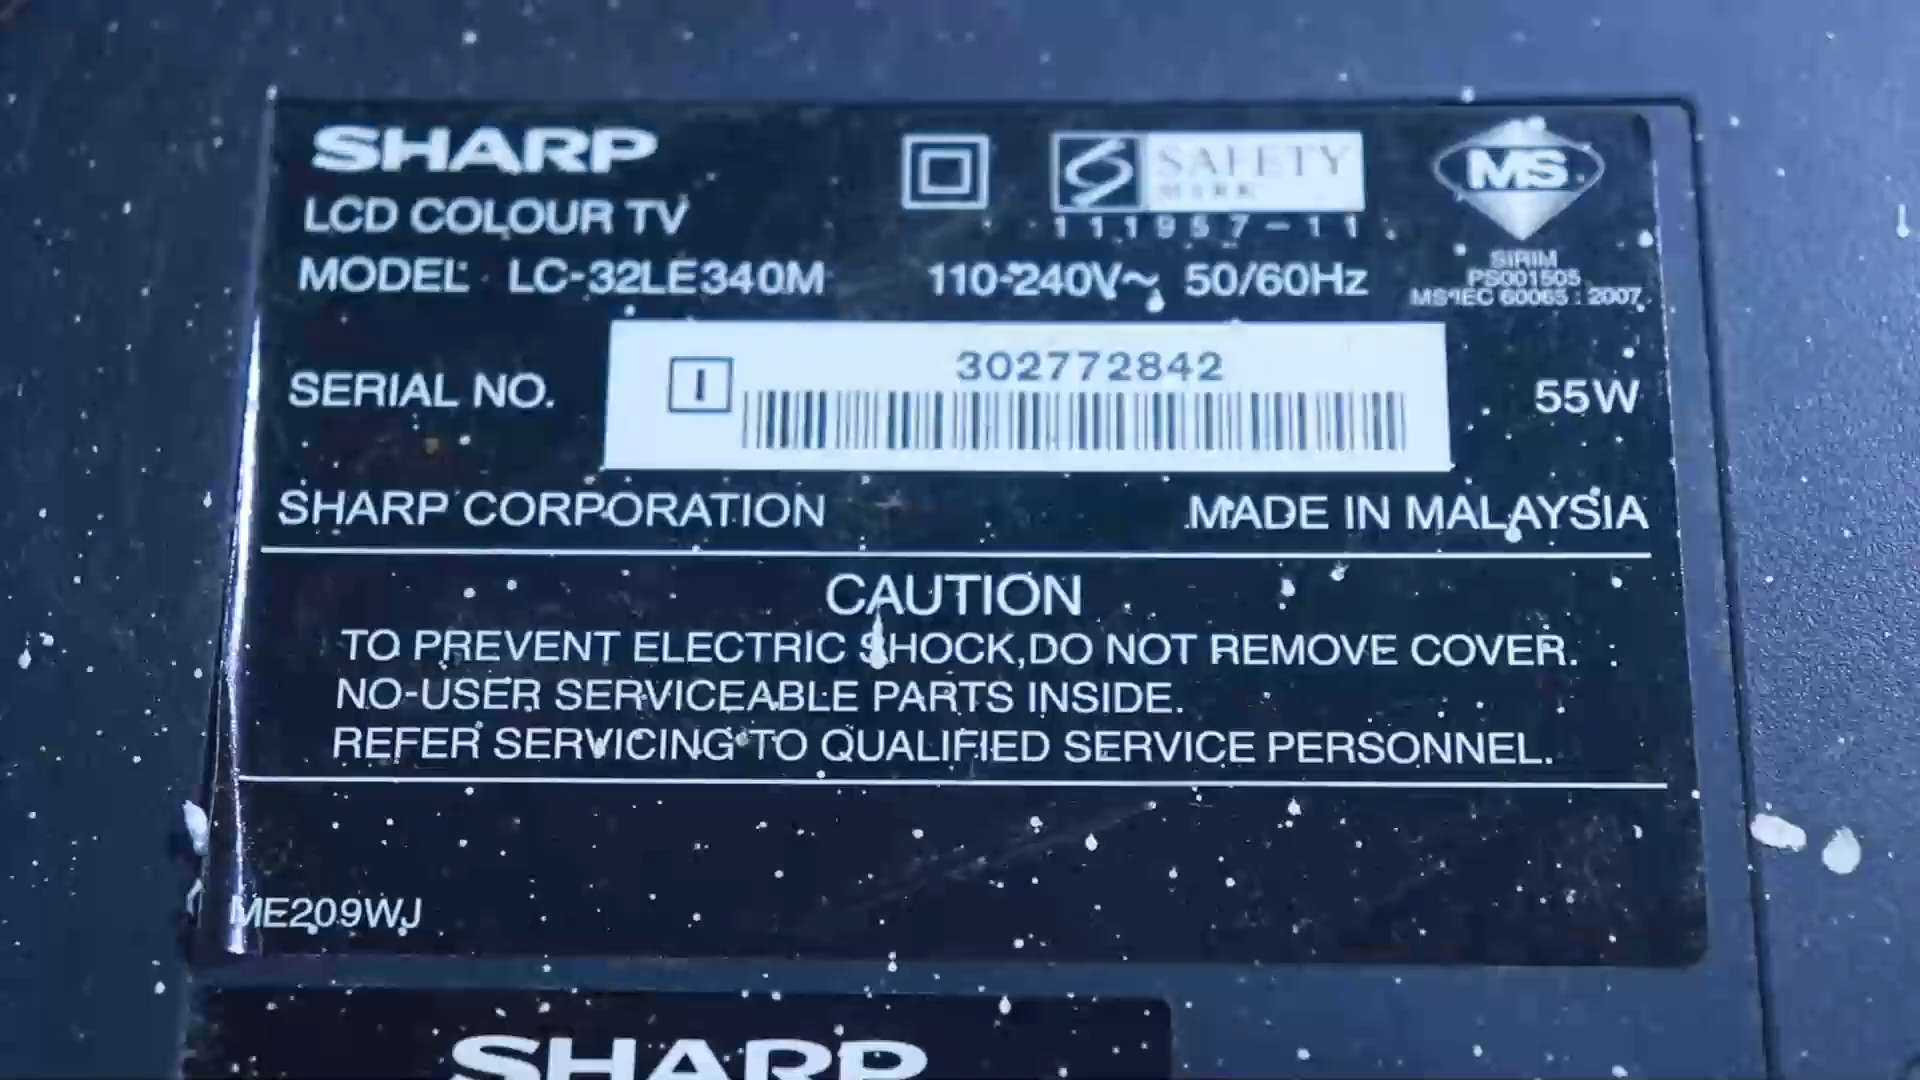 SHARP
LCD COLOUR TV
MODEL LC-32LE340M
SAFETY
MARK
111957-11
110-240V~ 50/60Hz
MS
SIRIM
PS001505
MS IEC 60065 : 2007
SERIAL NO.
I
302772842
55W
SHARP CORPORATION
MADE IN MALAYSIA
CAUTION
TO PREVENT ELECTRIC SHOCK,DO NOT REMOVE COVER.
NO-USER SERVICEABLE PARTS INSIDE.
REFER SERVICING TO QUALIFIED SERVICE PERSONNEL.
ME209WJ
SHARP